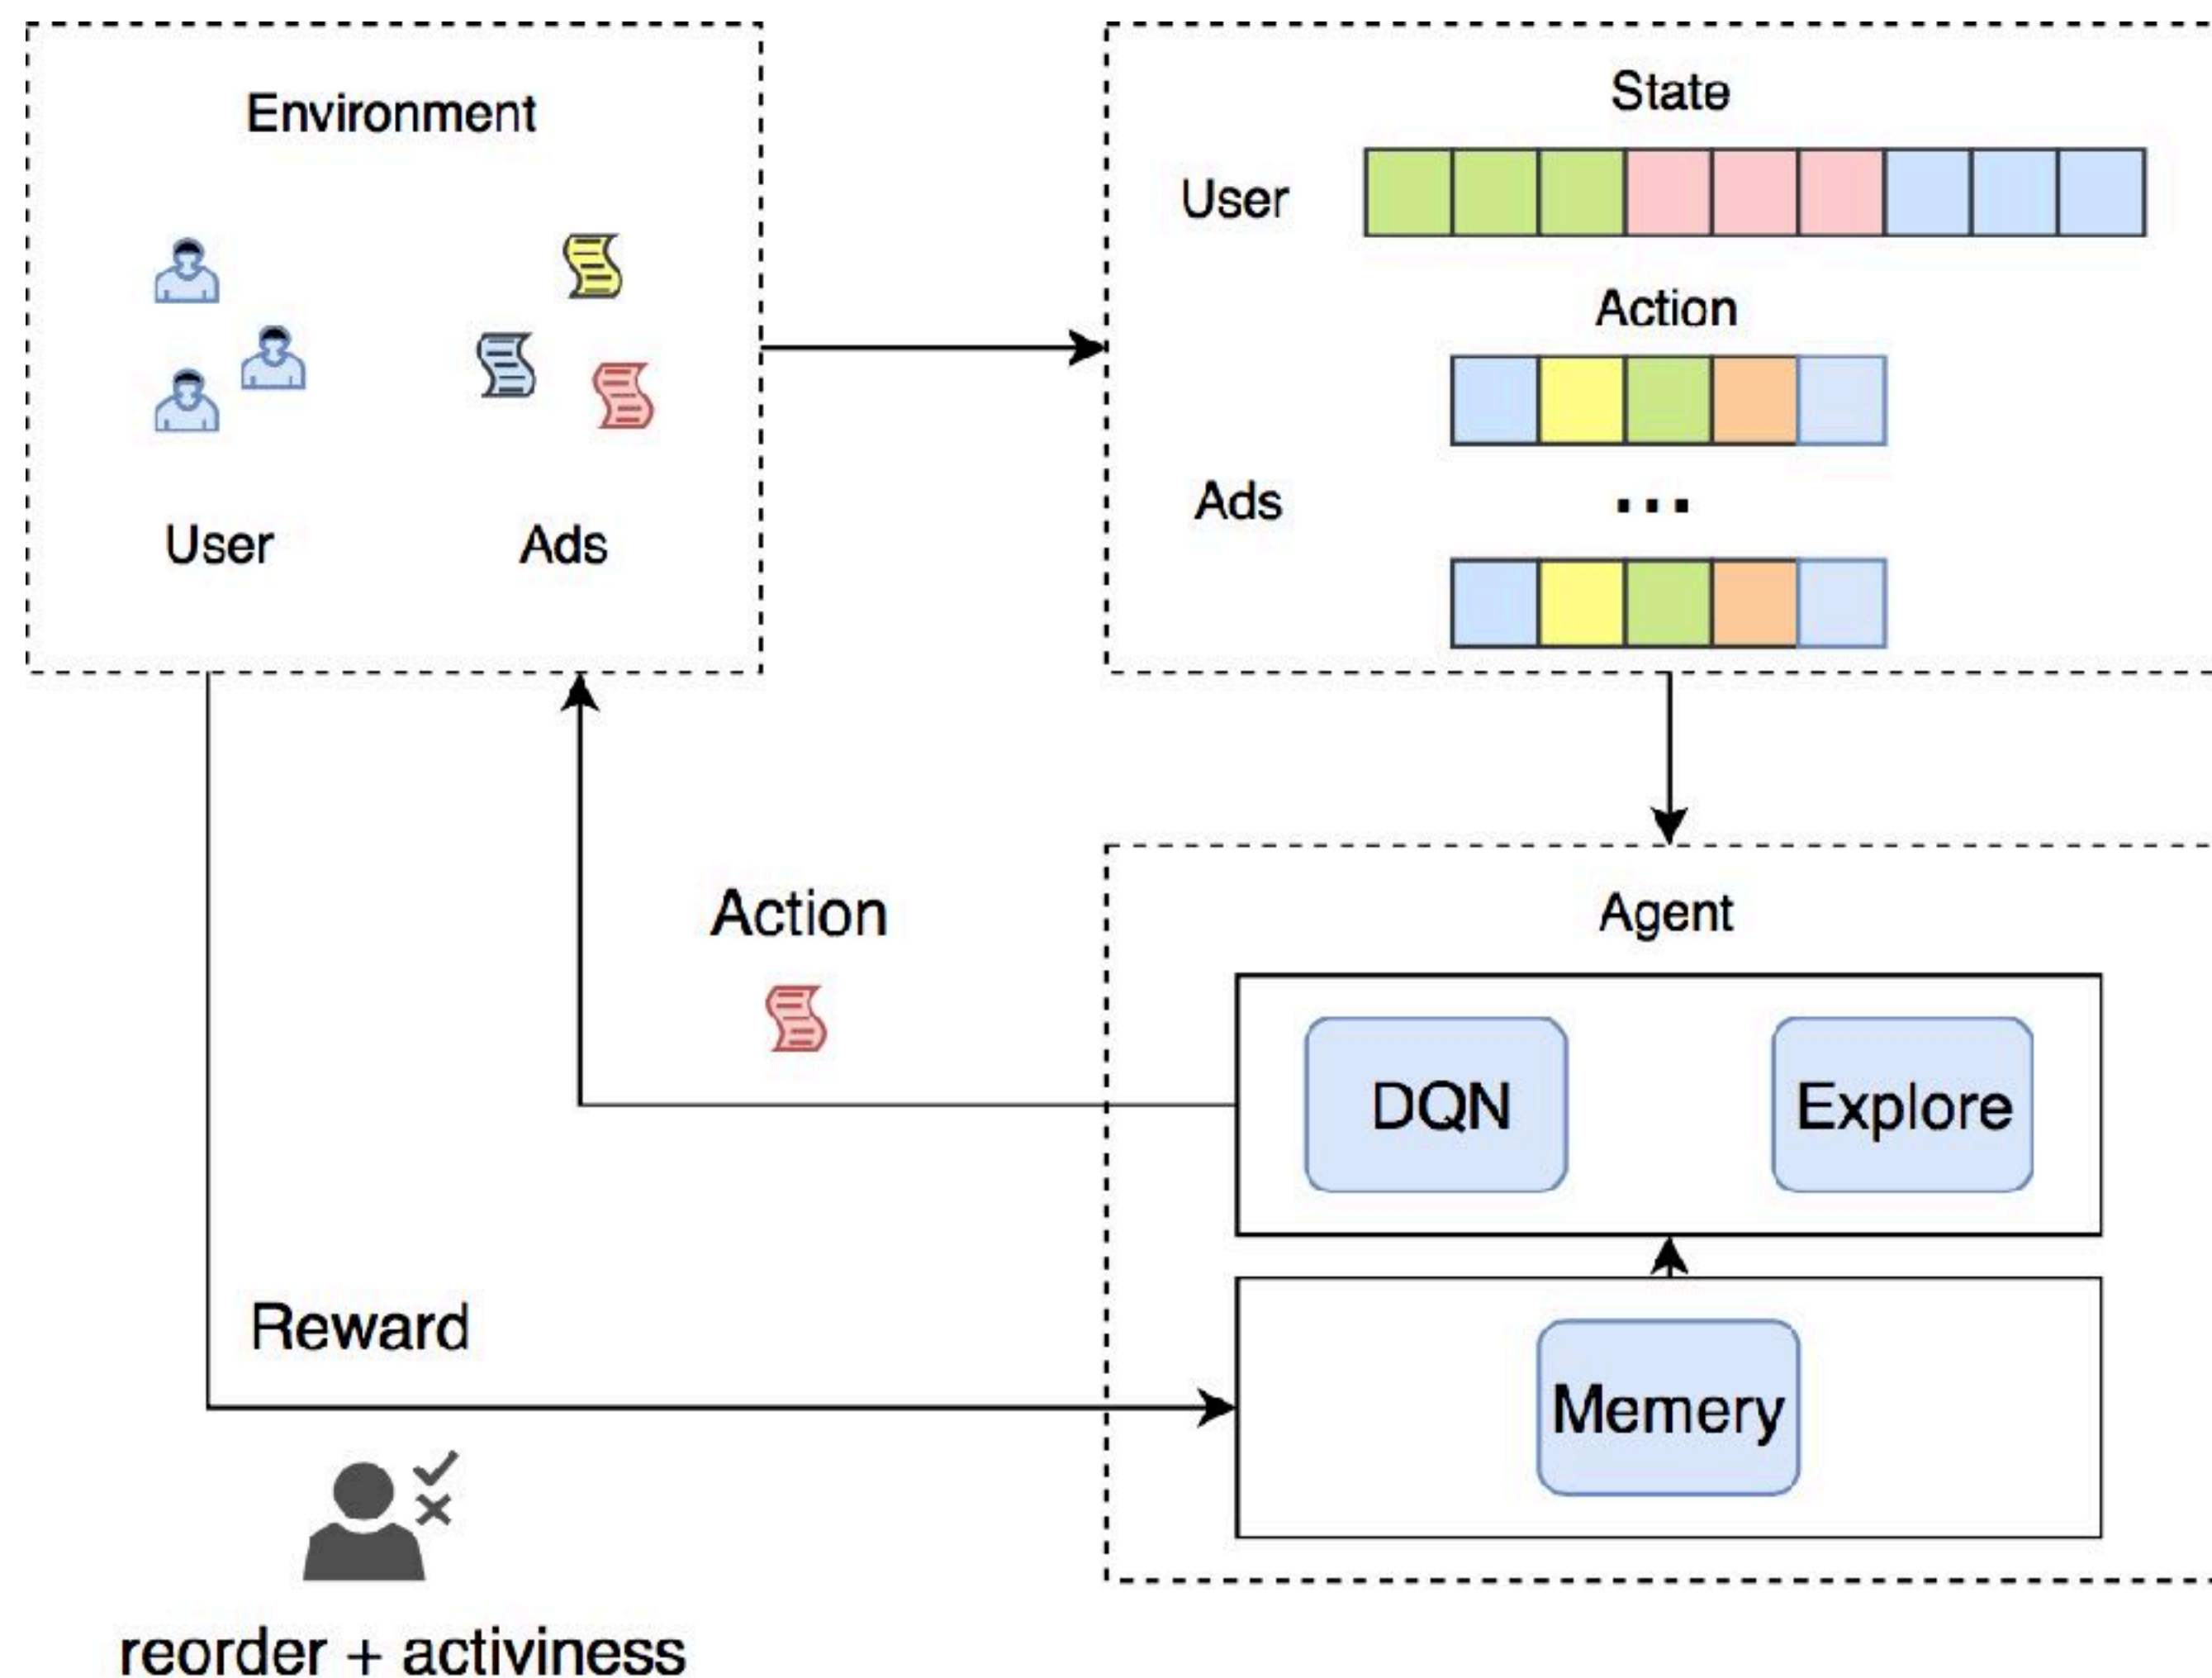 Environment
User
Ads
State
User
Action
Ads
...
Action
Agent
DQN
Explore
Reward
Memery
reorder + activiness